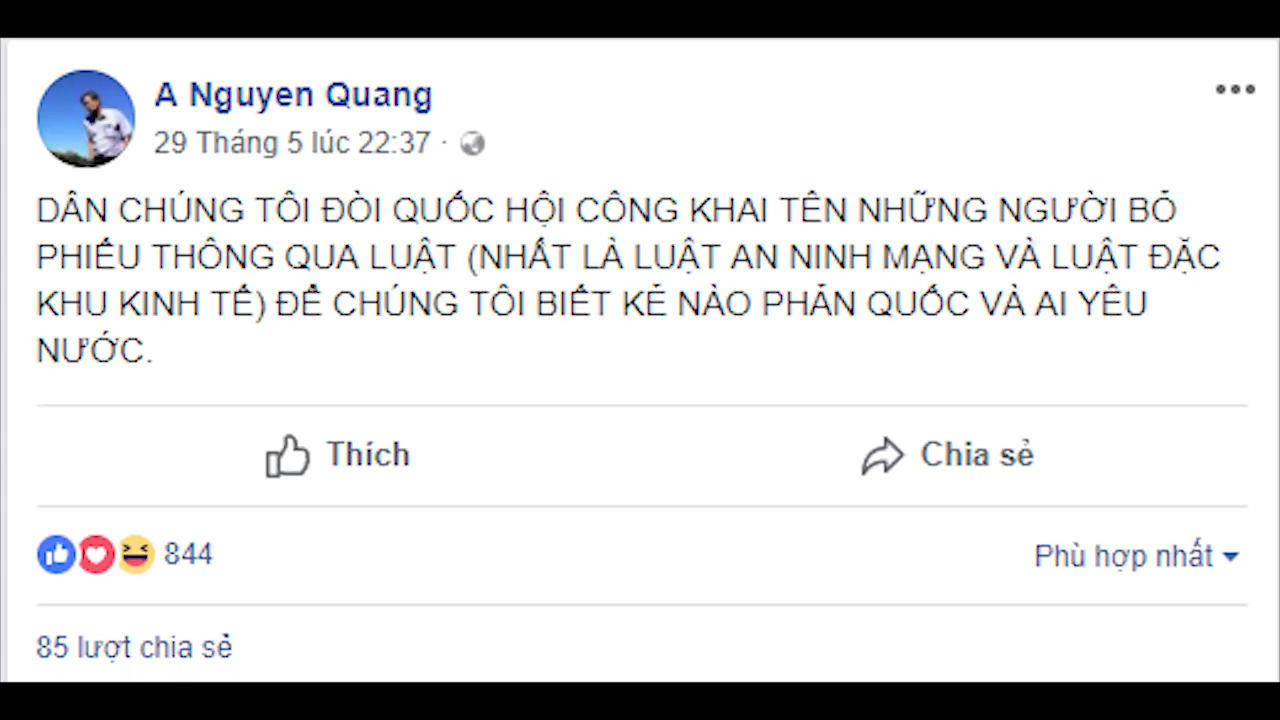 A Nguyen Quang
29 Tháng 5 lúc 22:37 ·
DÂN CHÚNG TÔI ĐÒI QUỐC HỘI CÔNG KHAI TÊN NHỮNG NGƯỜI BỎ
PHIẾU THÔNG QUA LUẬT (NHẤT LÀ LUẬT AN NINH MẠNG VÀ LUẬT ĐẶC
KHU KINH TẾ) ĐỂ CHÚNG TÔI BIẾT KẺ NÀO PHẢN QUỐC VÀ AI YÊU
NƯỚC.
Thích Chia sẻ
844 Phù hợp nhất
85 lượt chia sẻ